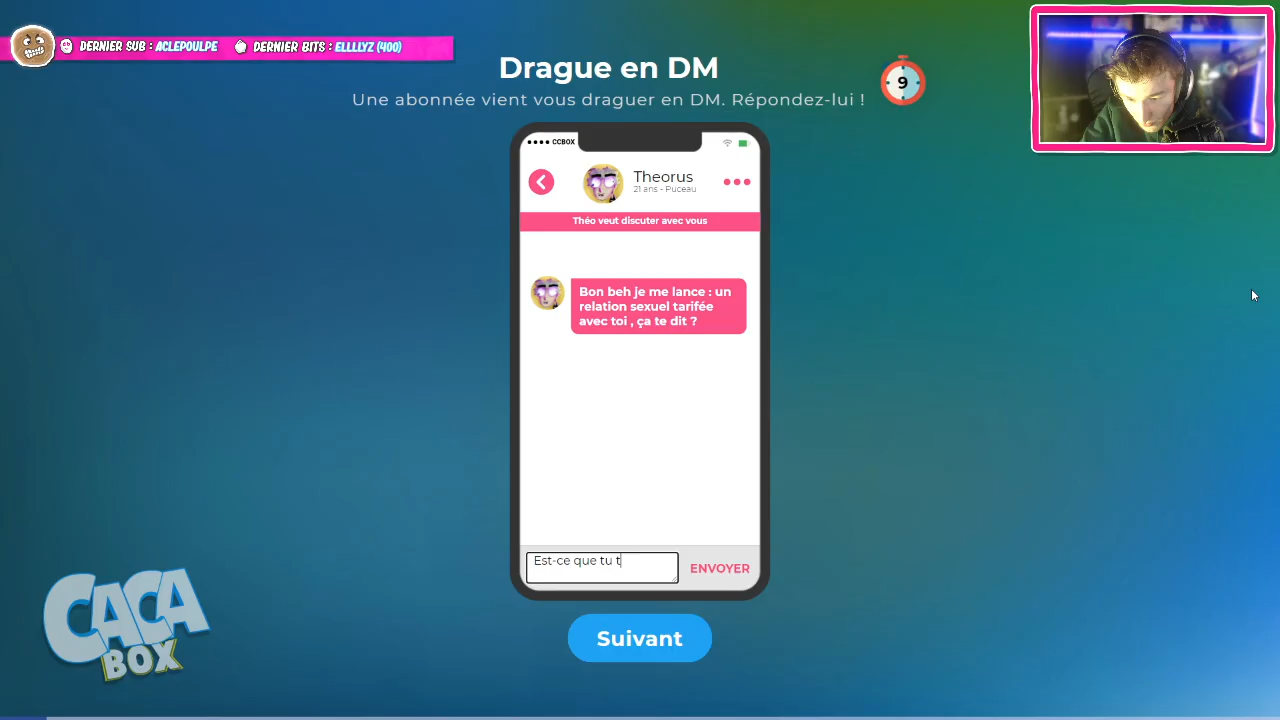 DERNIER SUB : ACLEPOULPE DERNIER BITS : ELLLLYZ (400)
Drague en DM
Une abonnée vient vous draguer en DM. Répondez-lui !
9
CCBOX
Theorus
21 ans - Puceau
Théo veut discuter avec vous
Bon beh je me lance : un
relation sexuel tarifée
avec toi , ça te dit ?
Est-ce que tu t
ENVOYER
Suivant
CACA
BOX